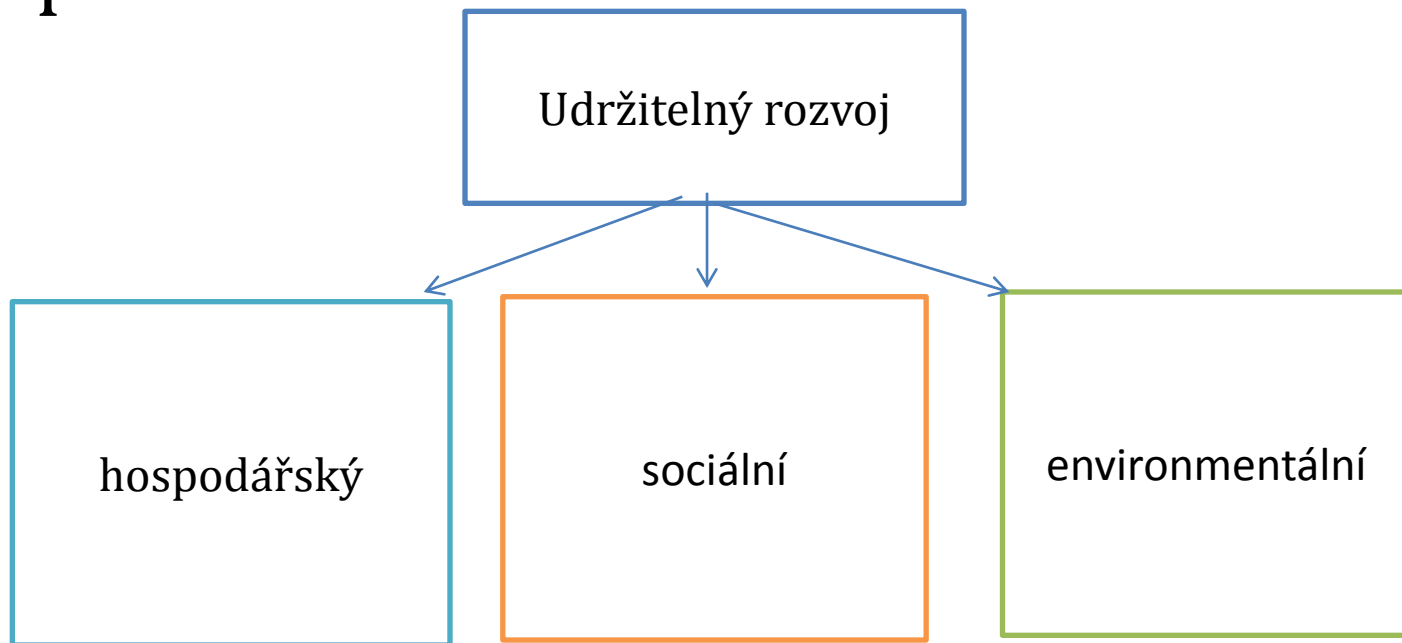 Udržitelný rozvoj
hospodářský
sociální
environmentální